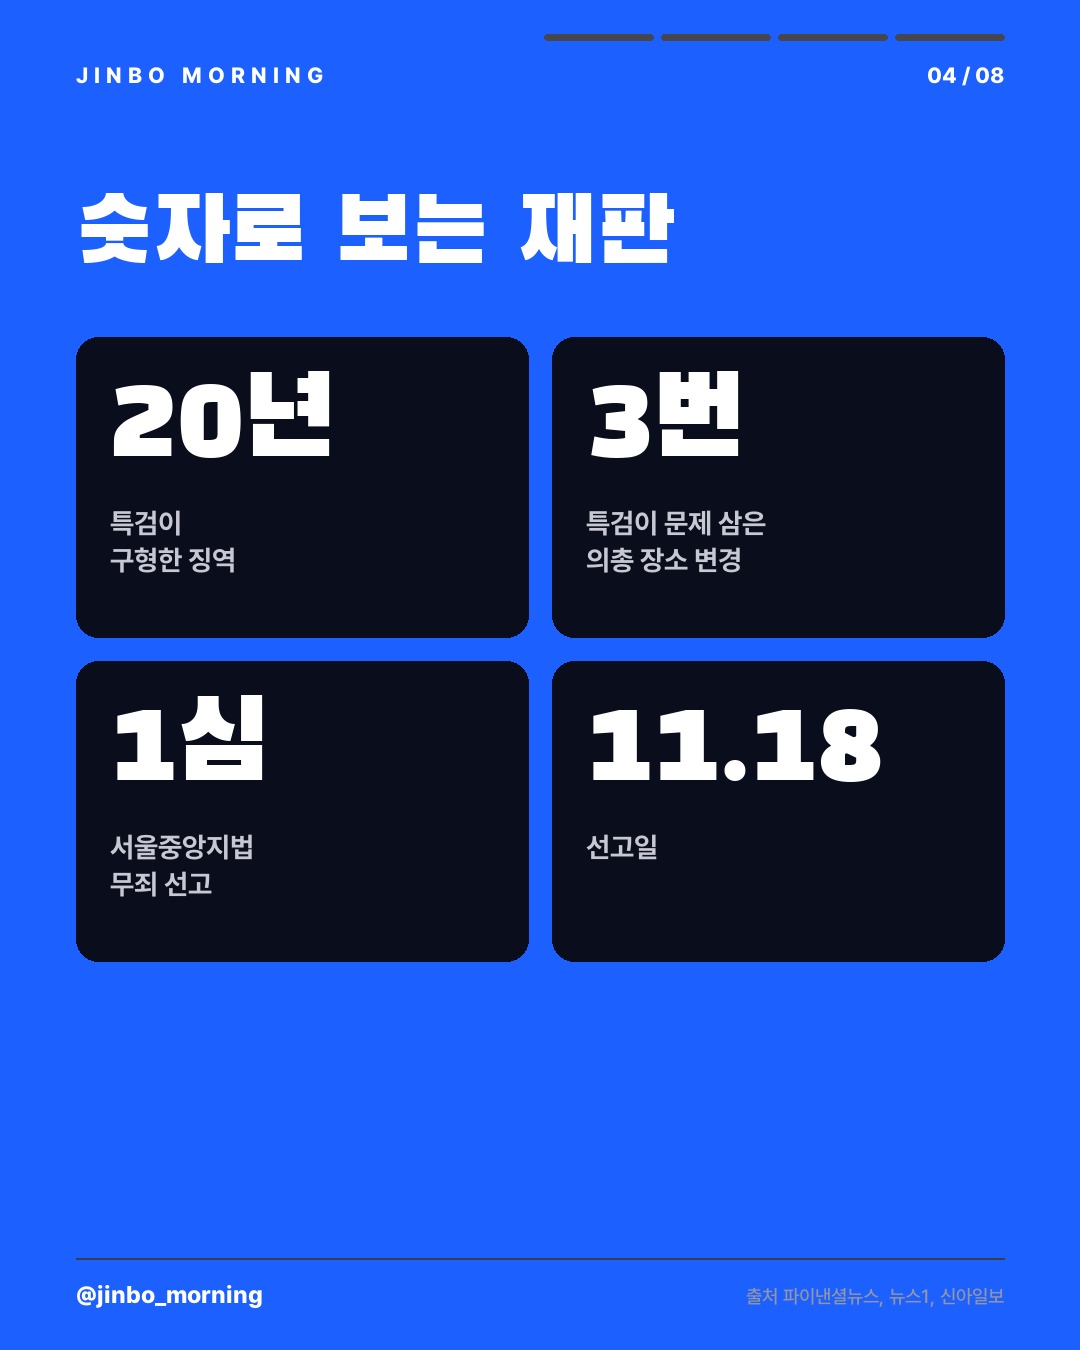 JINBO MORNING
04 / 08
숫자로 보는 재판
20년
특검이
구형한 징역
3번
특검이 문제 삼은
의총 장소 변경
1심
서울중앙지법
무죄 선고
11.18
선고일
@jinbo_morning
출처 파이낸셜뉴스, 뉴스1, 신아일보